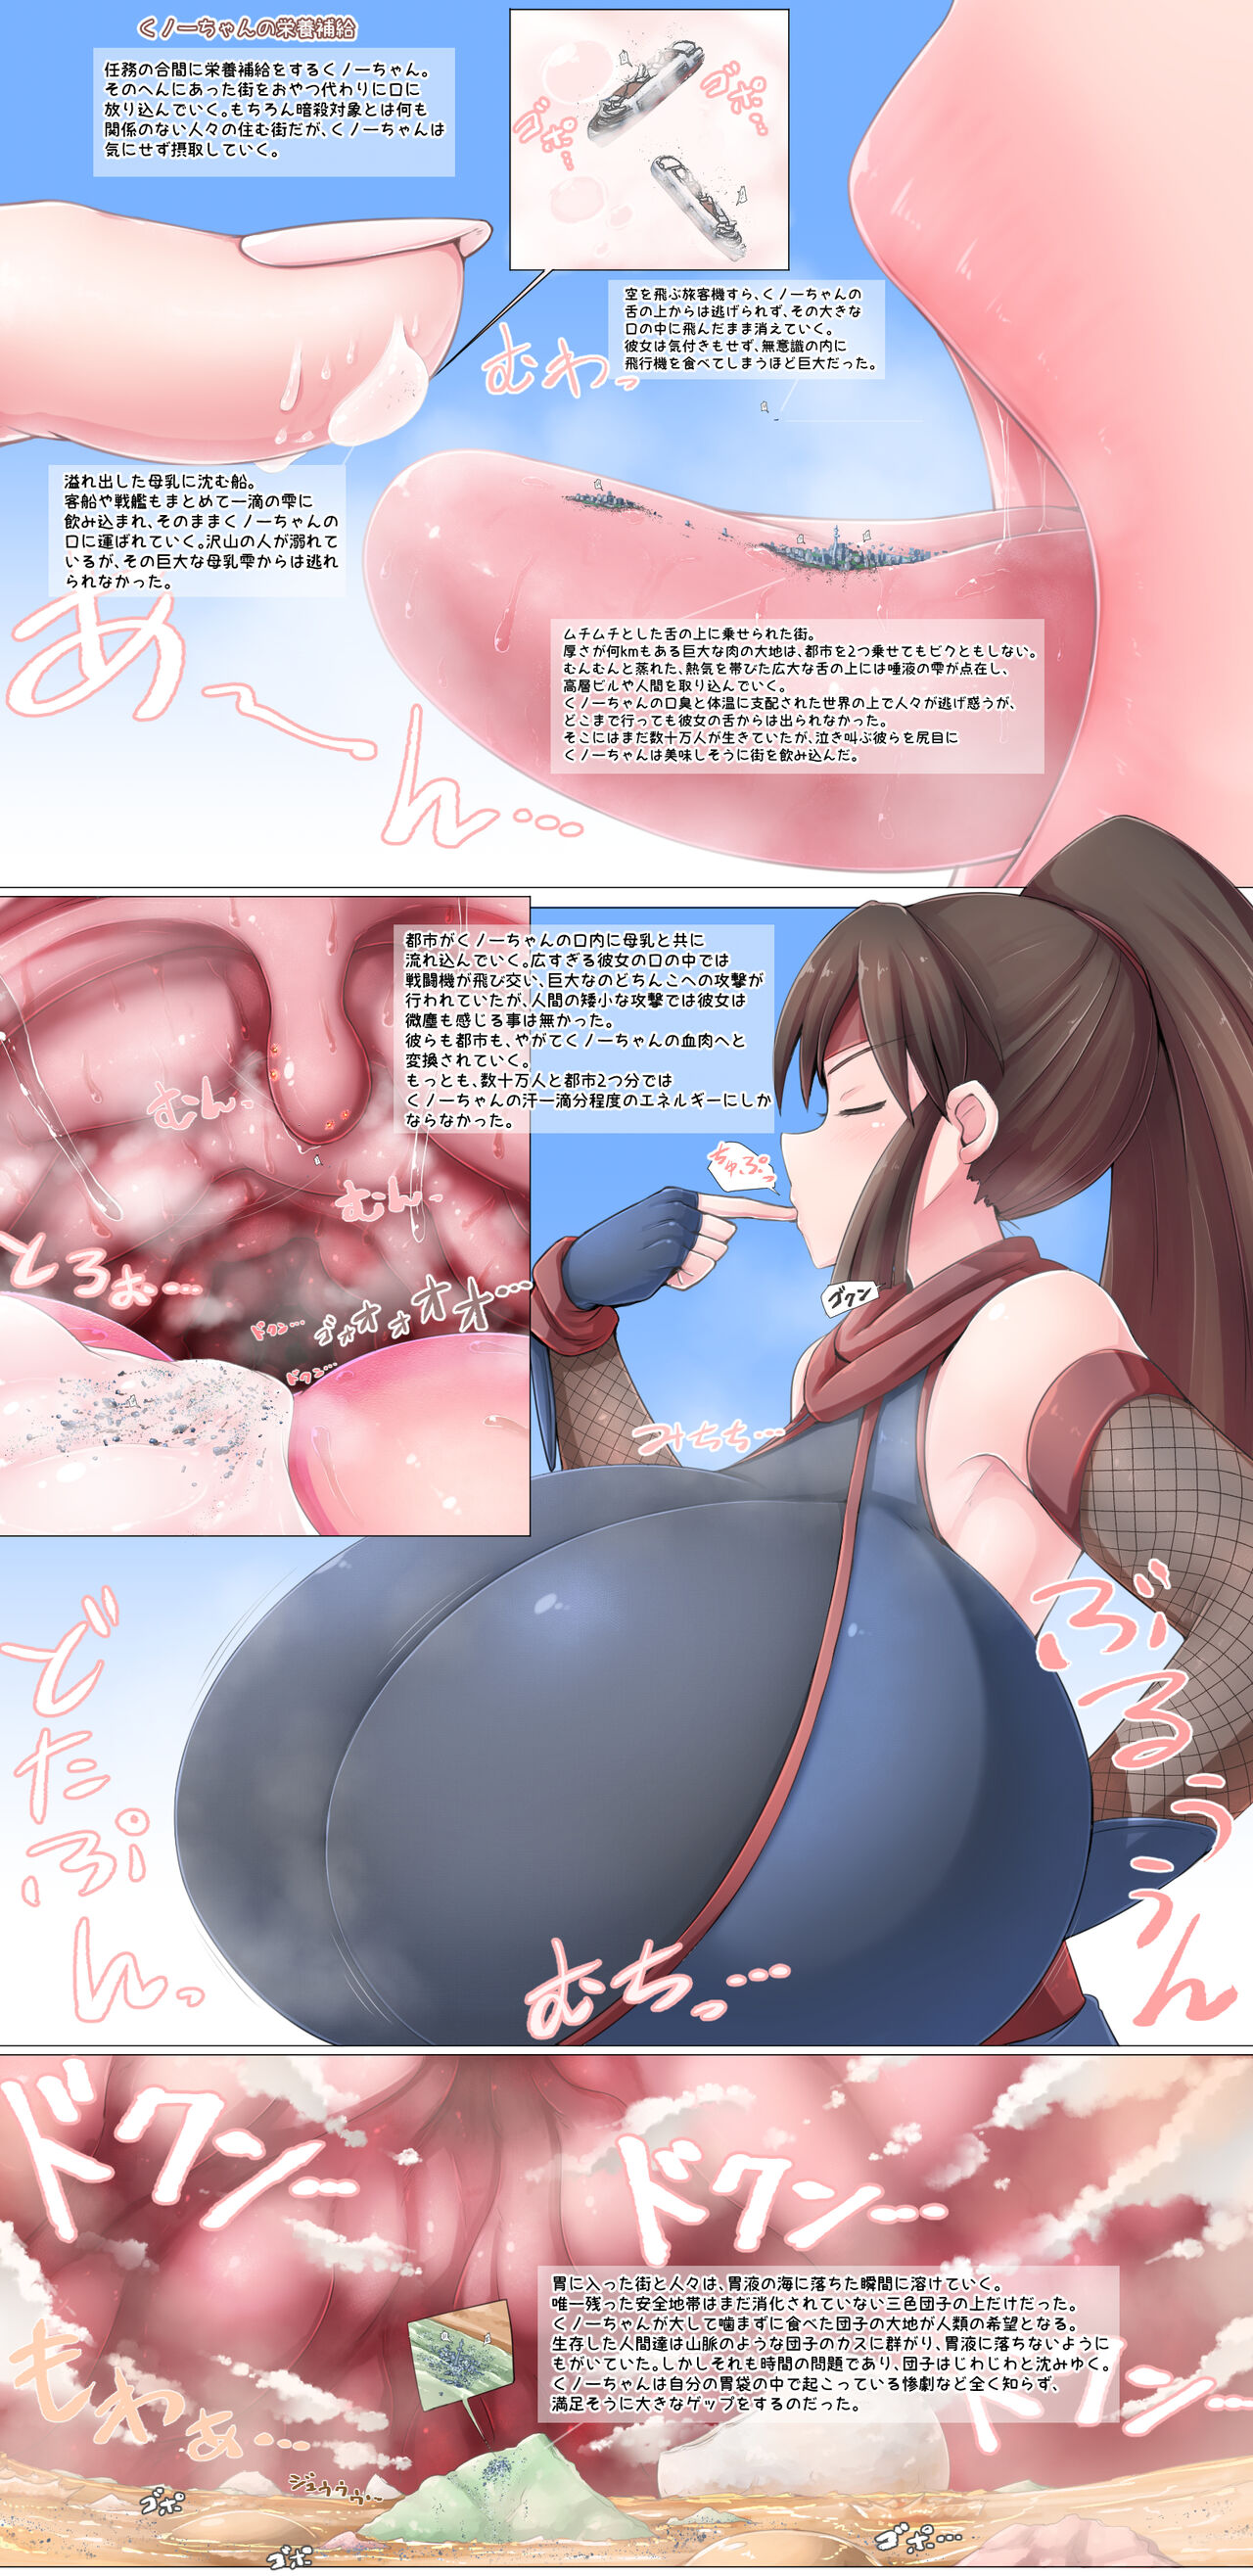 くノ一ちゃんの栄養補給
任務の合間に栄養補給をするくノ一ちゃん。
そのへんにあった街をおやつ代わりに口に
放り込んでいく。もちろん暗殺対象とは何も
関係のない人々の住む街だが、くノ一ちゃんは
気にせず摂取していく。
ゴポ…
ゴポ…
空を飛ぶ旅客機すら、くノ一ちゃんの
舌の上からは逃げられず、その大きな
口の中に飛んだまま消えていく。
彼女は気付きもせず、無意識の内に
飛行機を食べてしまうほど巨大だった。
むわっ
溢れ出した母乳に沈む船。
客船や戦艦もまとめて一滴の雫に
飲み込まれ、そのままくノ一ちゃんの
口に運ばれていく。沢山の人が溺れて
いるが、その巨大な母乳雫からは逃れ
られなかった。
あ～ん…
ムチムチとした舌の上に乗せられた街。
厚さが何kmもある巨大な肉の大地は、都市を2つ乗せてもビクともしない。
むんむんと蒸れた、熱気を帯びた広大な舌の上には唾液の雫が点在し、
高層ビルや人間を取り込んでいく。
くノ一ちゃんの口臭と体温に支配された世界の上で人々が逃げ惑うが、
どこまで行っても彼女の舌からは出られなかった。
そこにはまだ数十万人が生きていたが、泣き叫ぶ彼らを尻目に
くノ一ちゃんは美味しそうに街を飲み込んだ。
都市がくノ一ちゃんの口内に母乳と共に
流れ込んでいく。広すぎる彼女の口の中では
戦闘機が飛び交い、巨大なのどちんこへの攻撃が
行われていたが、人間の矮小な攻撃では彼女は
微塵も感じる事は無かった。
彼らも都市も、やがてくノ一ちゃんの血肉へと
変換されていく。
もっとも、数十万人と都市2つ分では
くノ一ちゃんの汗一滴分程度のエネルギーにしか
ならなかった。
むん…
むん…
ちゅぷっ
とろぉ…
ゴォオオオオ…
ドクン…
ドクン…
ゴクン
みちち…
どたぷんっ
ぶるぅうん
むちっ…
ドクン…
ドクン…
胃に入った街と人々は、胃液の海に落ちた瞬間に溶けていく。
唯一残った安全地帯はまだ消化されていない三色団子の上だけだった。
くノ一ちゃんが大して噛まずに食べた団子の大地が人類の希望となる。
生存した人間達は山脈のような団子のカスに群がり、胃液に落ちないように
もがいていた。しかしそれも時間の問題であり、団子はじわじわと沈みゆく。
くノ一ちゃんは自分の胃袋の中で起こっている惨劇など全く知らず、
満足そうに大きなゲップをするのだった。
ドクン…
もわぁ…
ジュウゥゥ…
ゴポ
ゴポ
ゴポ…